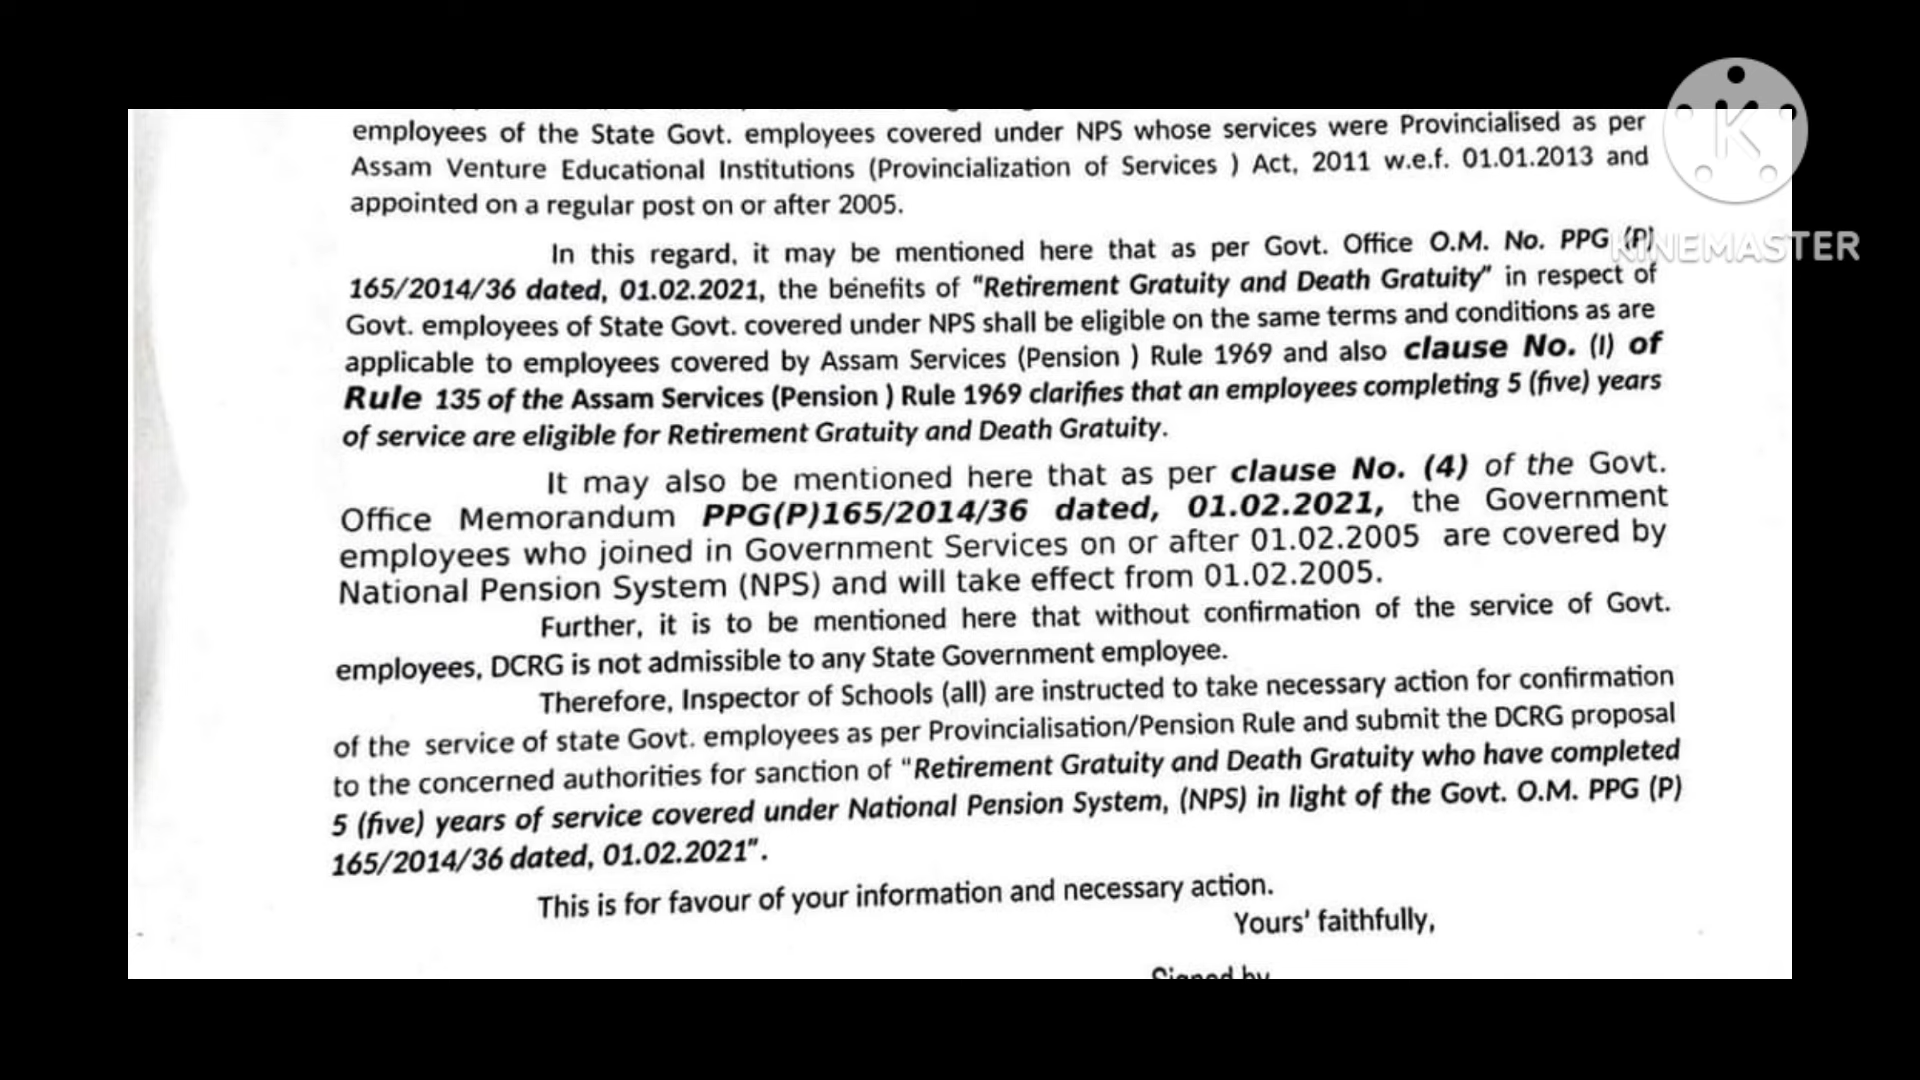 employees of the State Govt. employees covered under NPS whose services were Provincialised as per
Assam Venture Educational Institutions (Provincialization of Services ) Act, 2011 w.e.f. 01.01.2013 and
appointed on a regular post on or after 2005.
In this regard, it may be mentioned here that as per Govt. Office O.M. No. PPG (P)
165/2014/36 dated, 01.02.2021, the benefits of "Retirement Gratuity and Death Gratuity" in respect of
Govt. employees of State Govt. covered under NPS shall be eligible on the same terms and conditions as are
applicable to employees covered by Assam Services (Pension ) Rule 1969 and also clause No. (I) of
Rule 135 of the Assam Services (Pension ) Rule 1969 clarifies that an employees completing 5 (five) years
of service are eligible for Retirement Gratuity and Death Gratuity.
It may also be mentioned here that as per clause No. (4) of the Govt.
Office Memorandum PPG(P)165/2014/36 dated, 01.02.2021, the Government
employees who joined in Government Services on or after 01.02.2005 are covered by
National Pension System (NPS) and will take effect from 01.02.2005.
Further, it is to be mentioned here that without confirmation of the service of Govt.
employees, DCRG is not admissible to any State Government employee.
Therefore, Inspector of Schools (all) are instructed to take necessary action for confirmation
of the service of state Govt. employees as per Provincialisation/Pension Rule and submit the DCRG proposal
to the concerned authorities for sanction of "Retirement Gratuity and Death Gratuity who have completed
5 (five) years of service covered under National Pension System, (NPS) in light of the Govt. O.M. PPG (P)
165/2014/36 dated, 01.02.2021".
This is for favour of your information and necessary action.
Yours' faithfully,
Signed by
K
KINEMASTER